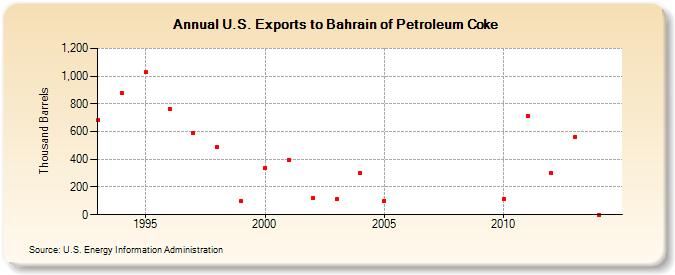 Annual U.S. Exports to Bahrain of Petroleum Coke
Thousand Barrels
1,200
1,000
800
600
400
200
0
1995 2000 2005 2010
Source: U.S. Energy Information Administration